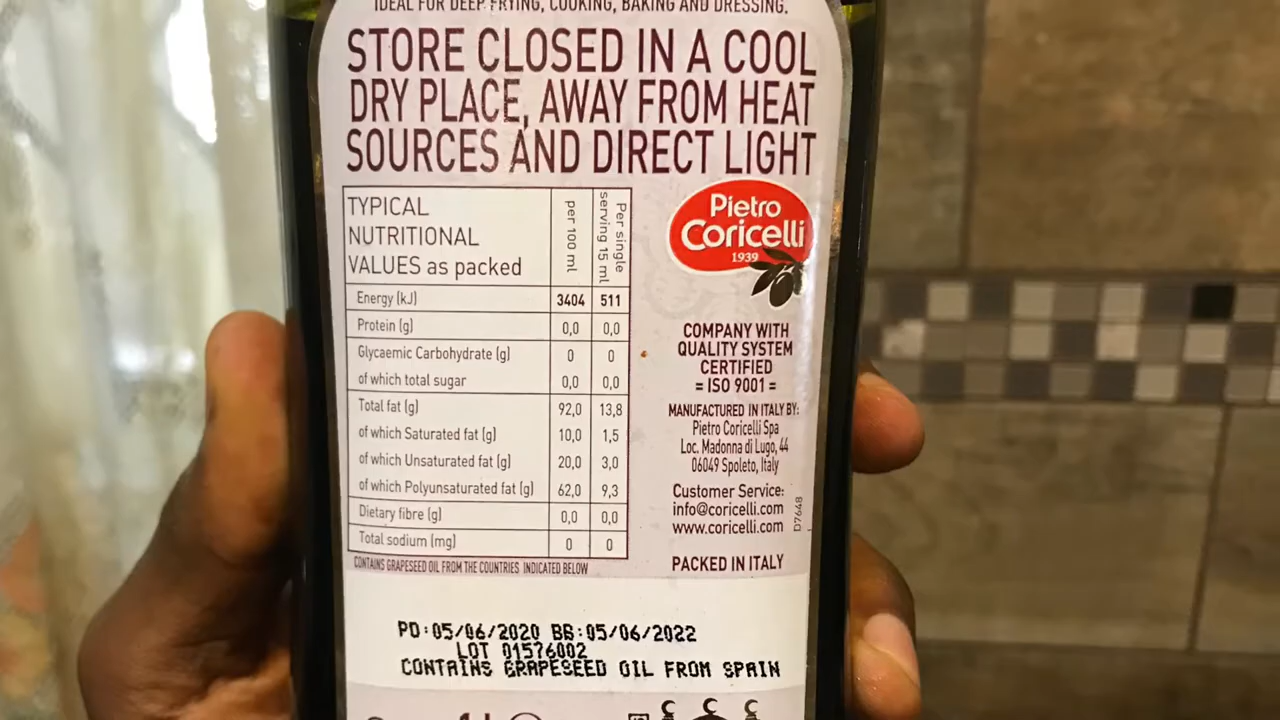 IDEAL FOR DEEP FRYING, COOKING, BAKING AND DRESSING.
STORE CLOSED IN A COOL
DRY PLACE, AWAY FROM HEAT
SOURCES AND DIRECT LIGHT
TYPICAL
NUTRITIONAL
VALUES as packed
per 100 ml
Per single
serving 15 ml
Energy (kJ) 3404 511
Protein (g) 0,0 0,0
Glycaemic Carbohydrate (g) 0 0
of which total sugar 0,0 0,0
Total fat (g) 92,0 13,8
of which Saturated fat (g) 10,0 1,5
of which Unsaturated fat (g) 20,0 3,0
of which Polyunsaturated fat (g) 62,0 9,3
Dietary fibre (g) 0,0 0,0
Total sodium (mg) 0 0
CONTAINS GRAPESEED OIL FROM THE COUNTRIES INDICATED BELOW
Pietro
Coricelli
1939
COMPANY WITH
QUALITY SYSTEM
CERTIFIED
= ISO 9001 =
MANUFACTURED IN ITALY BY:
Pietro Coricelli Spa
Loc. Madonna di Lugo, 44
06049 Spoleto, Italy
Customer Service:
info@coricelli.com
www.coricelli.com
D7648
PACKED IN ITALY
PD:05/06/2020 BB:05/06/2022
LOT 01576002
CONTAINS GRAPESEED OIL FROM SPAIN